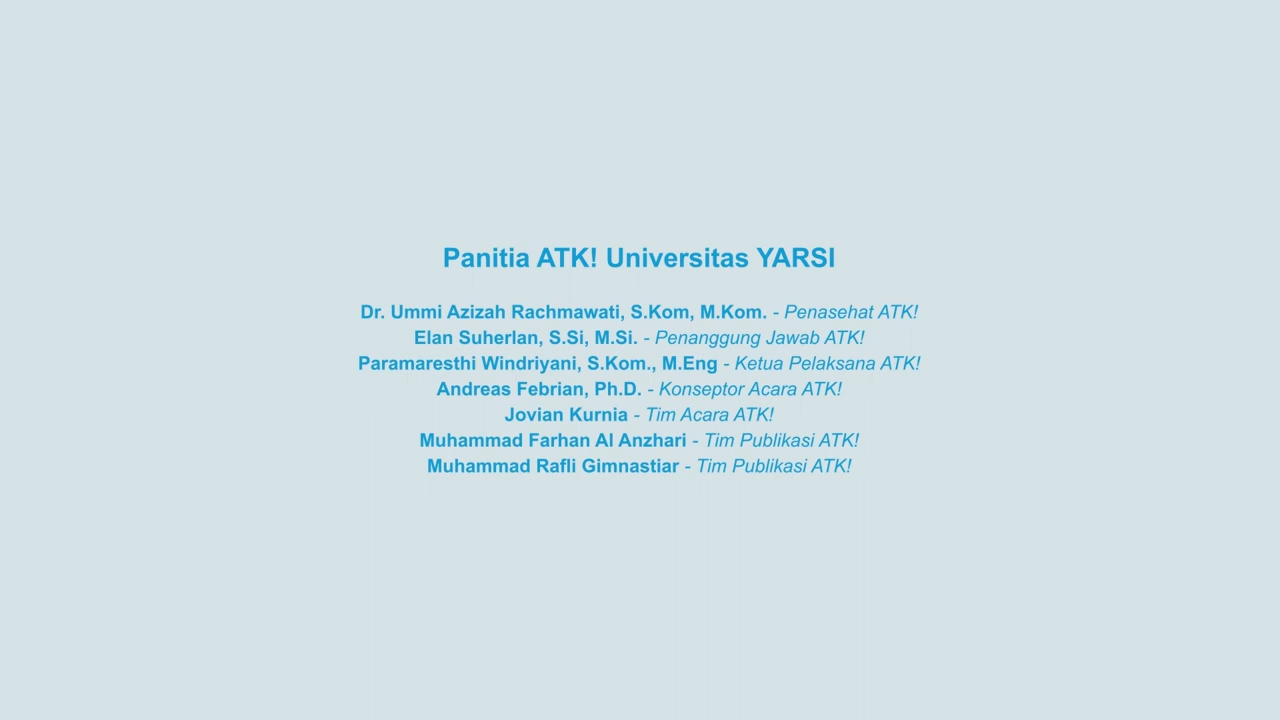 Panitia ATK! Universitas YARSI
Dr. Ummi Azizah Rachmawati, S.Kom, M.Kom. - Penasehat ATK!
Elan Suherlan, S.Si, M.Si. - Penanggung Jawab ATK!
Paramaresthi Windriyani, S.Kom., M.Eng - Ketua Pelaksana ATK!
Andreas Febrian, Ph.D. - Konseptor Acara ATK!
Jovian Kurnia - Tim Acara ATK!
Muhammad Farhan Al Anzhari - Tim Publikasi ATK!
Muhammad Rafli Gimnastiar - Tim Publikasi ATK!